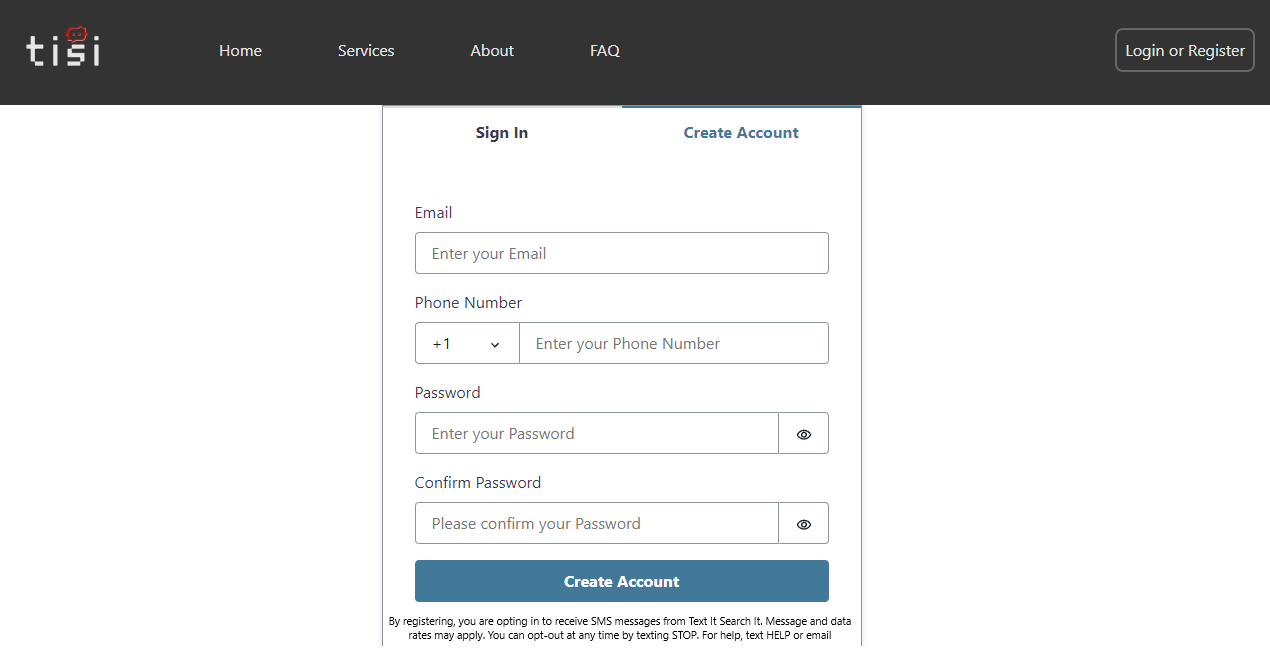 tisi
Home Services About FAQ Login or Register
Sign In Create Account
Email
Enter your Email
Phone Number
+1 Enter your Phone Number
Password
Enter your Password
Confirm Password
Please confirm your Password
Create Account
By registering, you are opting in to receive SMS messages from Text It Search It. Message and data
rates may apply. You can opt-out at any time by texting STOP. For help, text HELP or email